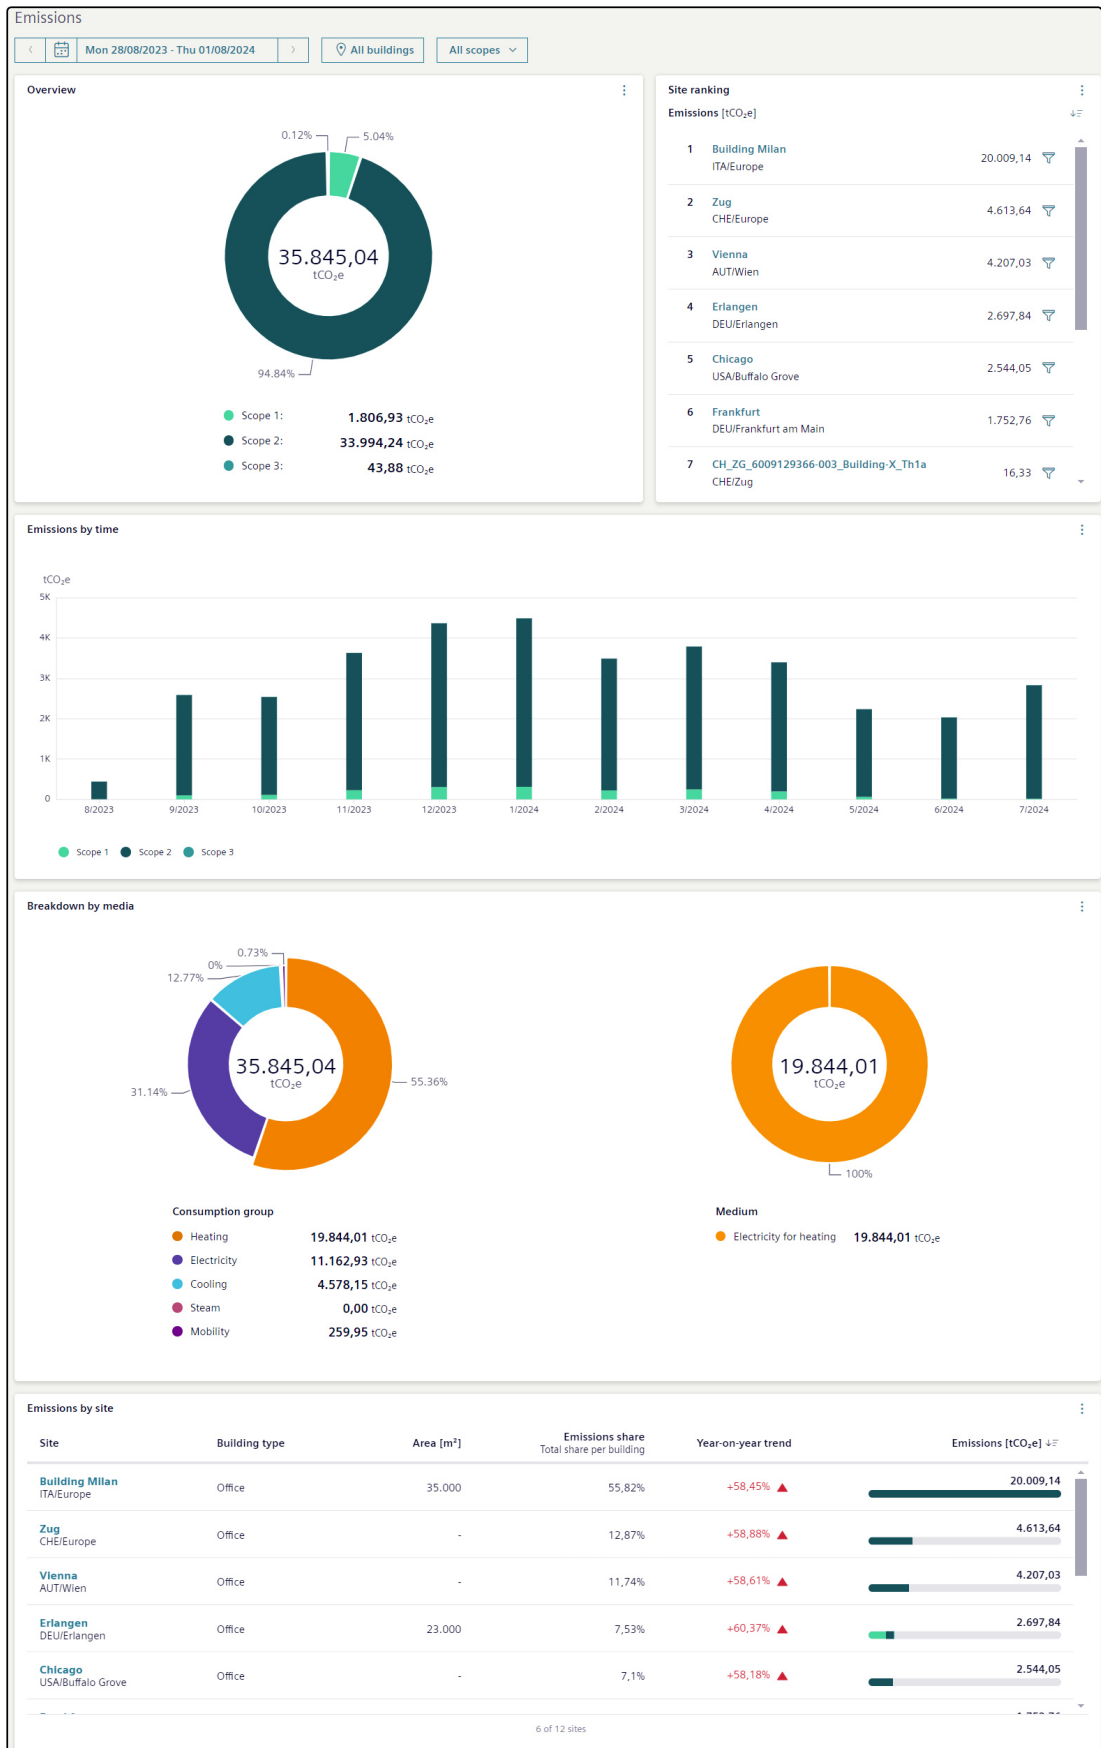 Emissions
Mon 28/08/2023 - Thu 01/08/2024
All buildings
All scopes
Overview
0.12%
5.04%
35.845,04
tCO₂e
94.84%
Scope 1: 1.806,93 tCO₂e
Scope 2: 33.994,24 tCO₂e
Scope 3: 43,88 tCO₂e
Site ranking
Emissions [tCO₂e]
1 Building Milan 20.009,14
ITA/Europe
2 Zug 4.613,64
CHE/Europe
3 Vienna 4.207,03
AUT/Wien
4 Erlangen 2.697,84
DEU/Erlangen
5 Chicago 2.544,05
USA/Buffalo Grove
6 Frankfurt 1.752,76
DEU/Frankfurt am Main
7 CH_ZG_6009129366-003_Building-X_Th1a 16,33
CHE/Zug
Emissions by time
tCO₂e
5K
4K
3K
2K
1K
0
8/2023 9/2023 10/2023 11/2023 12/2023 1/2024 2/2024 3/2024 4/2024 5/2024 6/2024 7/2024
Scope 1 Scope 2 Scope 3
Breakdown by media
0.73%
0%
12.77%
35.845,04
tCO₂e
55.36%
31.14%
Consumption group
Heating 19.844,01 tCO₂e
Electricity 11.162,93 tCO₂e
Cooling 4.578,15 tCO₂e
Steam 0,00 tCO₂e
Mobility 259,95 tCO₂e
19.844,01
tCO₂e
100%
Medium
Electricity for heating 19.844,01 tCO₂e
Emissions by site
Site Building type Area [m²] Emissions share Year-on-year trend Emissions [tCO₂e]
Total share per building
Building Milan Office 35.000 55,82% +58,45% 20.009,14
ITA/Europe
Zug Office - 12,87% +58,88% 4.613,64
CHE/Europe
Vienna Office - 11,74% +58,61% 4.207,03
AUT/Wien
Erlangen Office 23.000 7,53% +60,37% 2.697,84
DEU/Erlangen
Chicago Office - 7,1% +58,18% 2.544,05
USA/Buffalo Grove
6 of 12 sites